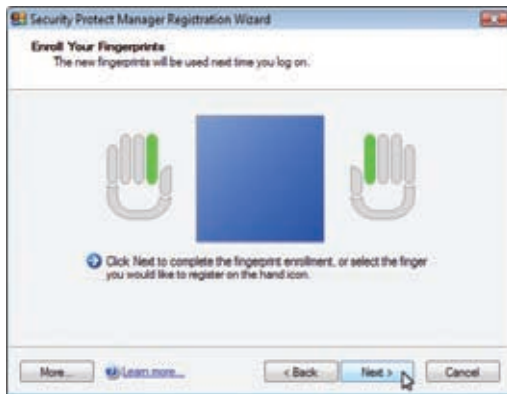 Security Protect Manager Registration Wizard
Enroll Your Fingerprints
The new fingerprints will be used next time you log on.
Click Next to complete the fingerprint enrollment, or select the finger
you would like to register on the hand icon.
More...
Learn more...
< Back
Next >
Cancel